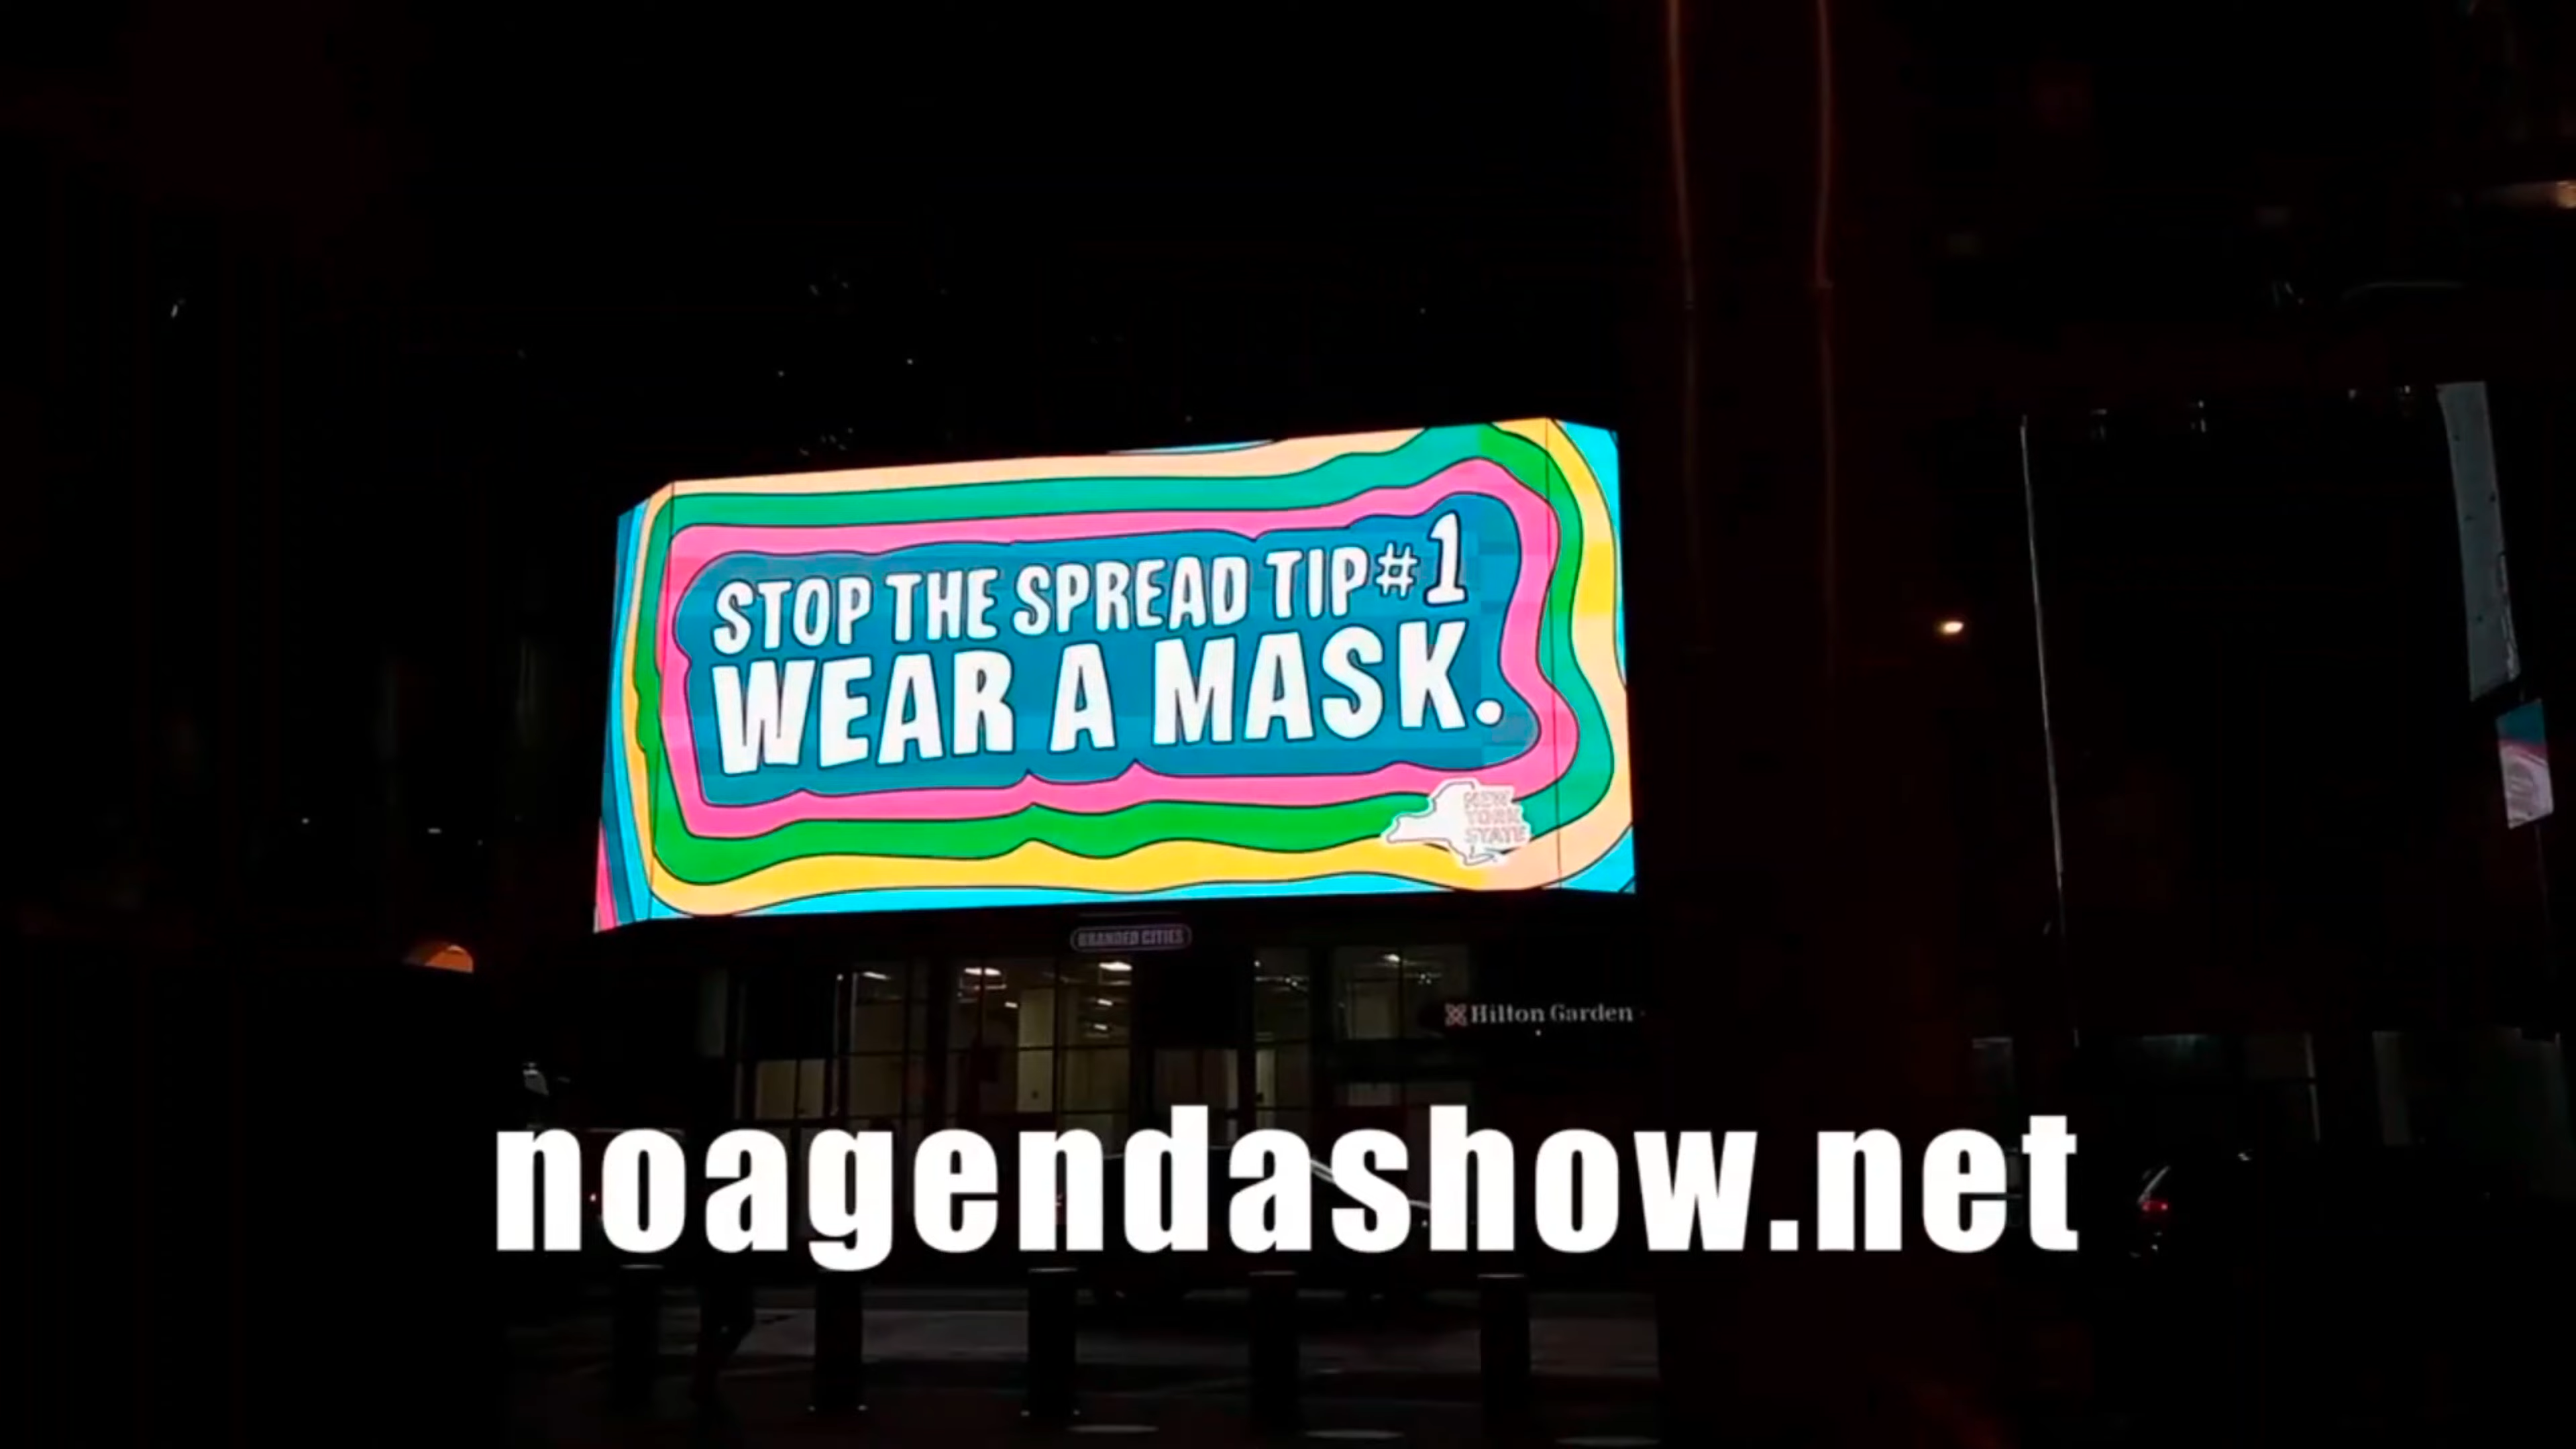 STOP THE SPREAD TIP #1
WEAR A MASK.
NEW
YORK
STATE
BRANDED CITIES
Hilton Garden
noagendashow.net